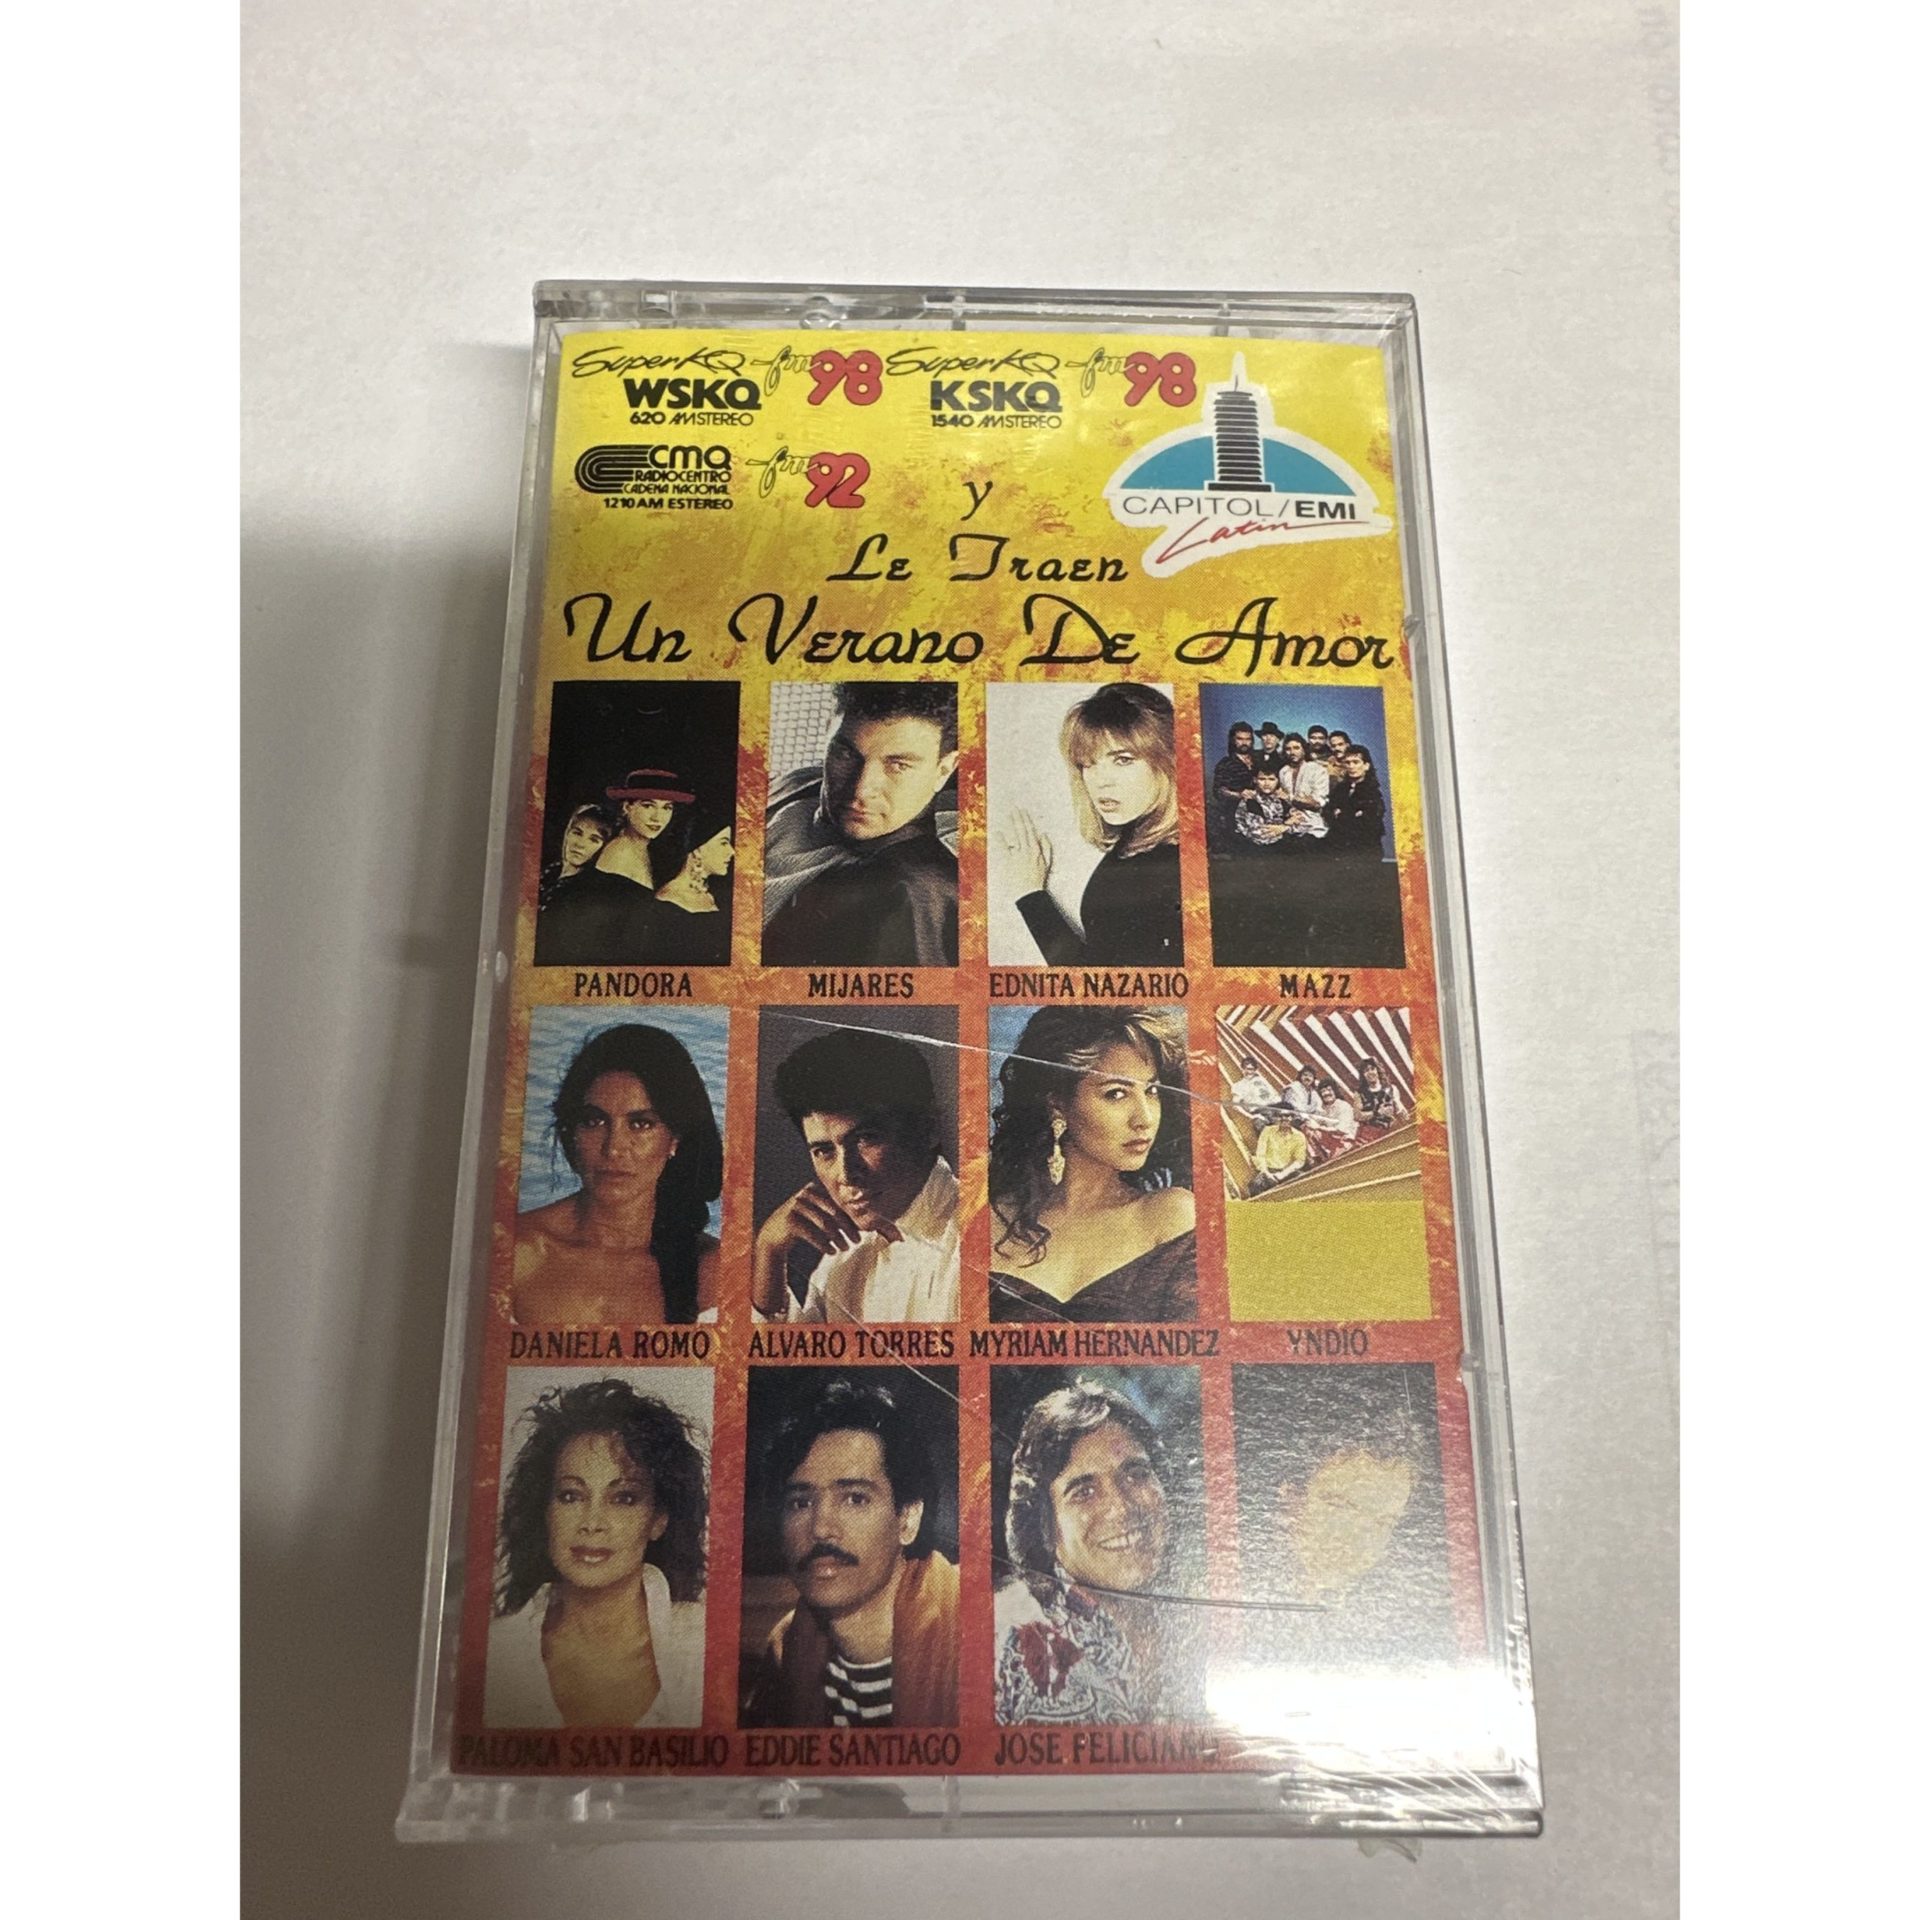 SuperKQ fm 98 SuperKQ fm 98
WSKQ KSKQ
620 AM STEREO 1540 AM STEREO
CMQ fm 92
RADIOCENTRO
CADENA NACIONAL
1210 AM ESTEREO
y
CAPITOL/EMI
Latin
Le Traen
Un Verano De Amor
PANDORA MIJARES EDNITA NAZARIO MAZZ
DANIELA ROMO ALVARO TORRES MYRIAM HERNANDEZ YNDIO
PALOMA SAN BASILIO EDDIE SANTIAGO JOSE FELICIANO